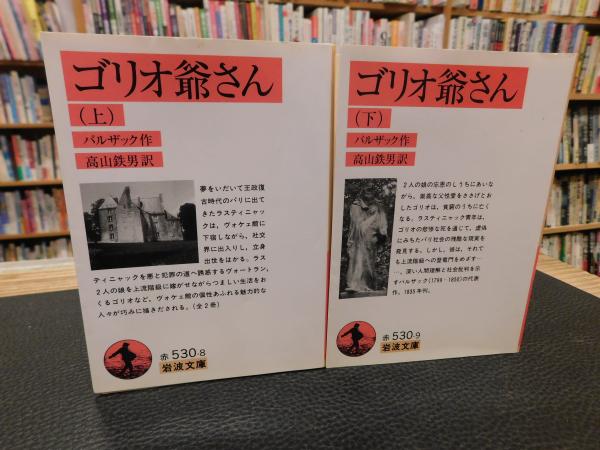 ゴリオ爺さん
（上）
バルザック作
高山鉄男訳
夢をいだいて王政復
古時代のパリに出て
きたラスティニャッ
クは，ヴォケェ館に
下宿しながら，社交
界に出入りし，立身
出世をはかる。ラス
ティニャックを悪と犯罪の道へ誘惑するヴォートラン，
2人の娘を上流階級に嫁がせながらつましい生活をお
くるゴリオなど，ヴォケェ館の個性あふれる魅力的な
人々が巧みに描きだされる。（全2冊）
赤 530-8
岩波文庫
ゴリオ爺さん
（下）
バルザック作
高山鉄男訳
2人の娘の忘恩のしうちにあいな
がら，崇高な父性愛をささげとお
したゴリオは，貧窮のうちに亡く
なる。ラスティニャック青年は，
ゴリオの悲惨な死を通じて，虚偽
にみちたパリ社会の残酷な現実を
発見する。しかし，彼は，それで
も上流階級への登竜門をめざす…
…。深い人間理解と社会批判を示
すバルザック（1799-1850）の代表
作。1835年刊。
赤 530-9
岩波文庫